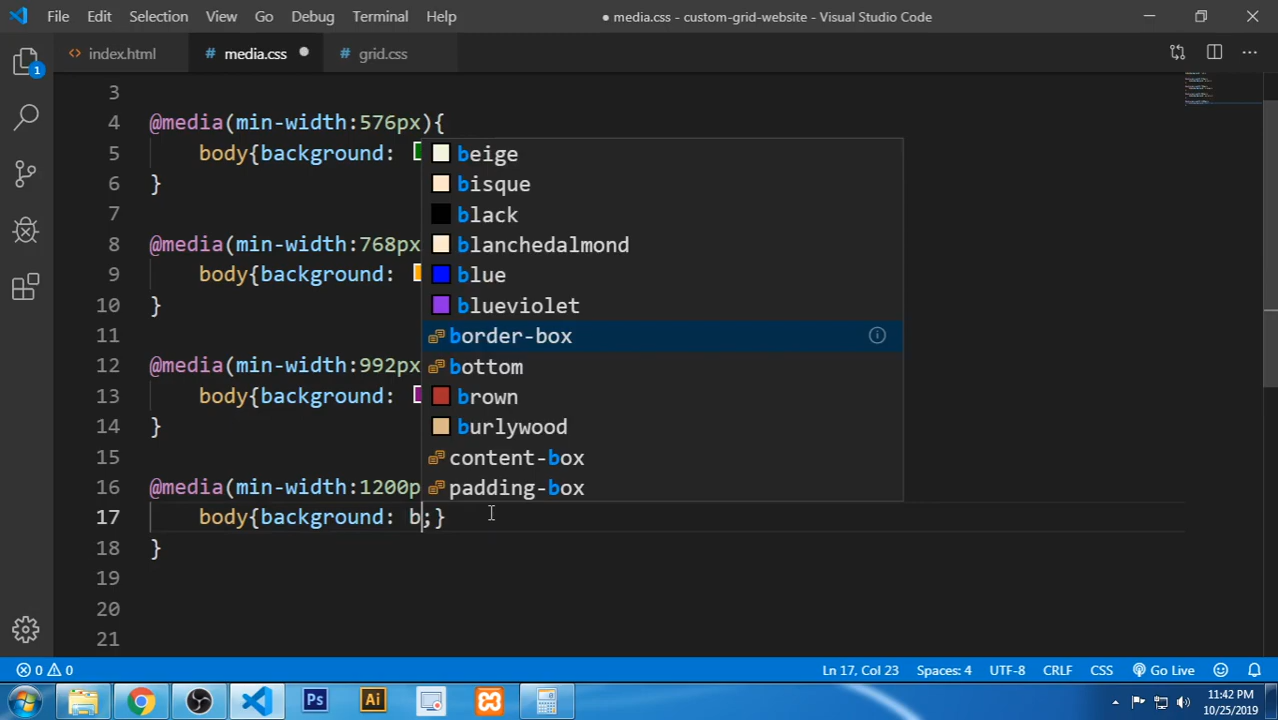 File Edit Selection View Go Debug Terminal Help
● media.css - custom-grid-website - Visual Studio Code
<> index.html # media.css ● # grid.css
1
3
4 @media(min-width:576px){
5 body{background:
6 }
7
8 @media(min-width:768px
9 body{background:
10 }
11
12 @media(min-width:992px
13 body{background:
14 }
15
16 @media(min-width:1200p
17 body{background: b;}
18 }
19
20
21
beige
bisque
black
blanchedalmond
blue
blueviolet
border-box
bottom
brown
burlywood
content-box
padding-box
0 0 Ln 17, Col 23 Spaces: 4 UTF-8 CRLF CSS Go Live
Ps Ai
11:42 PM
10/25/2019